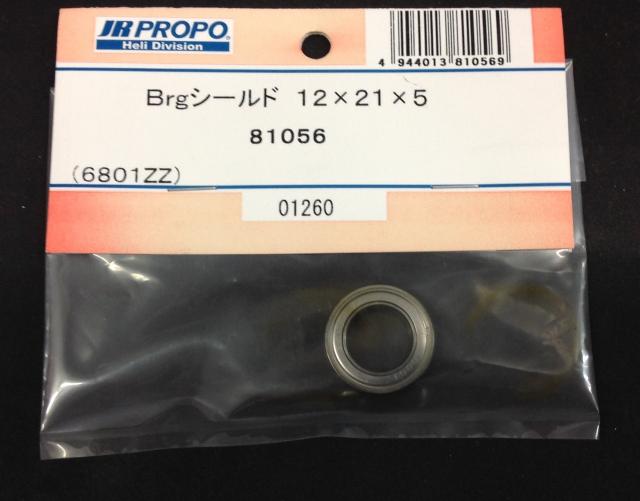 JR PROPO
Heli Division
4 944013 810569
Brgシールド 12×21×5
81056
(6801ZZ)
01260